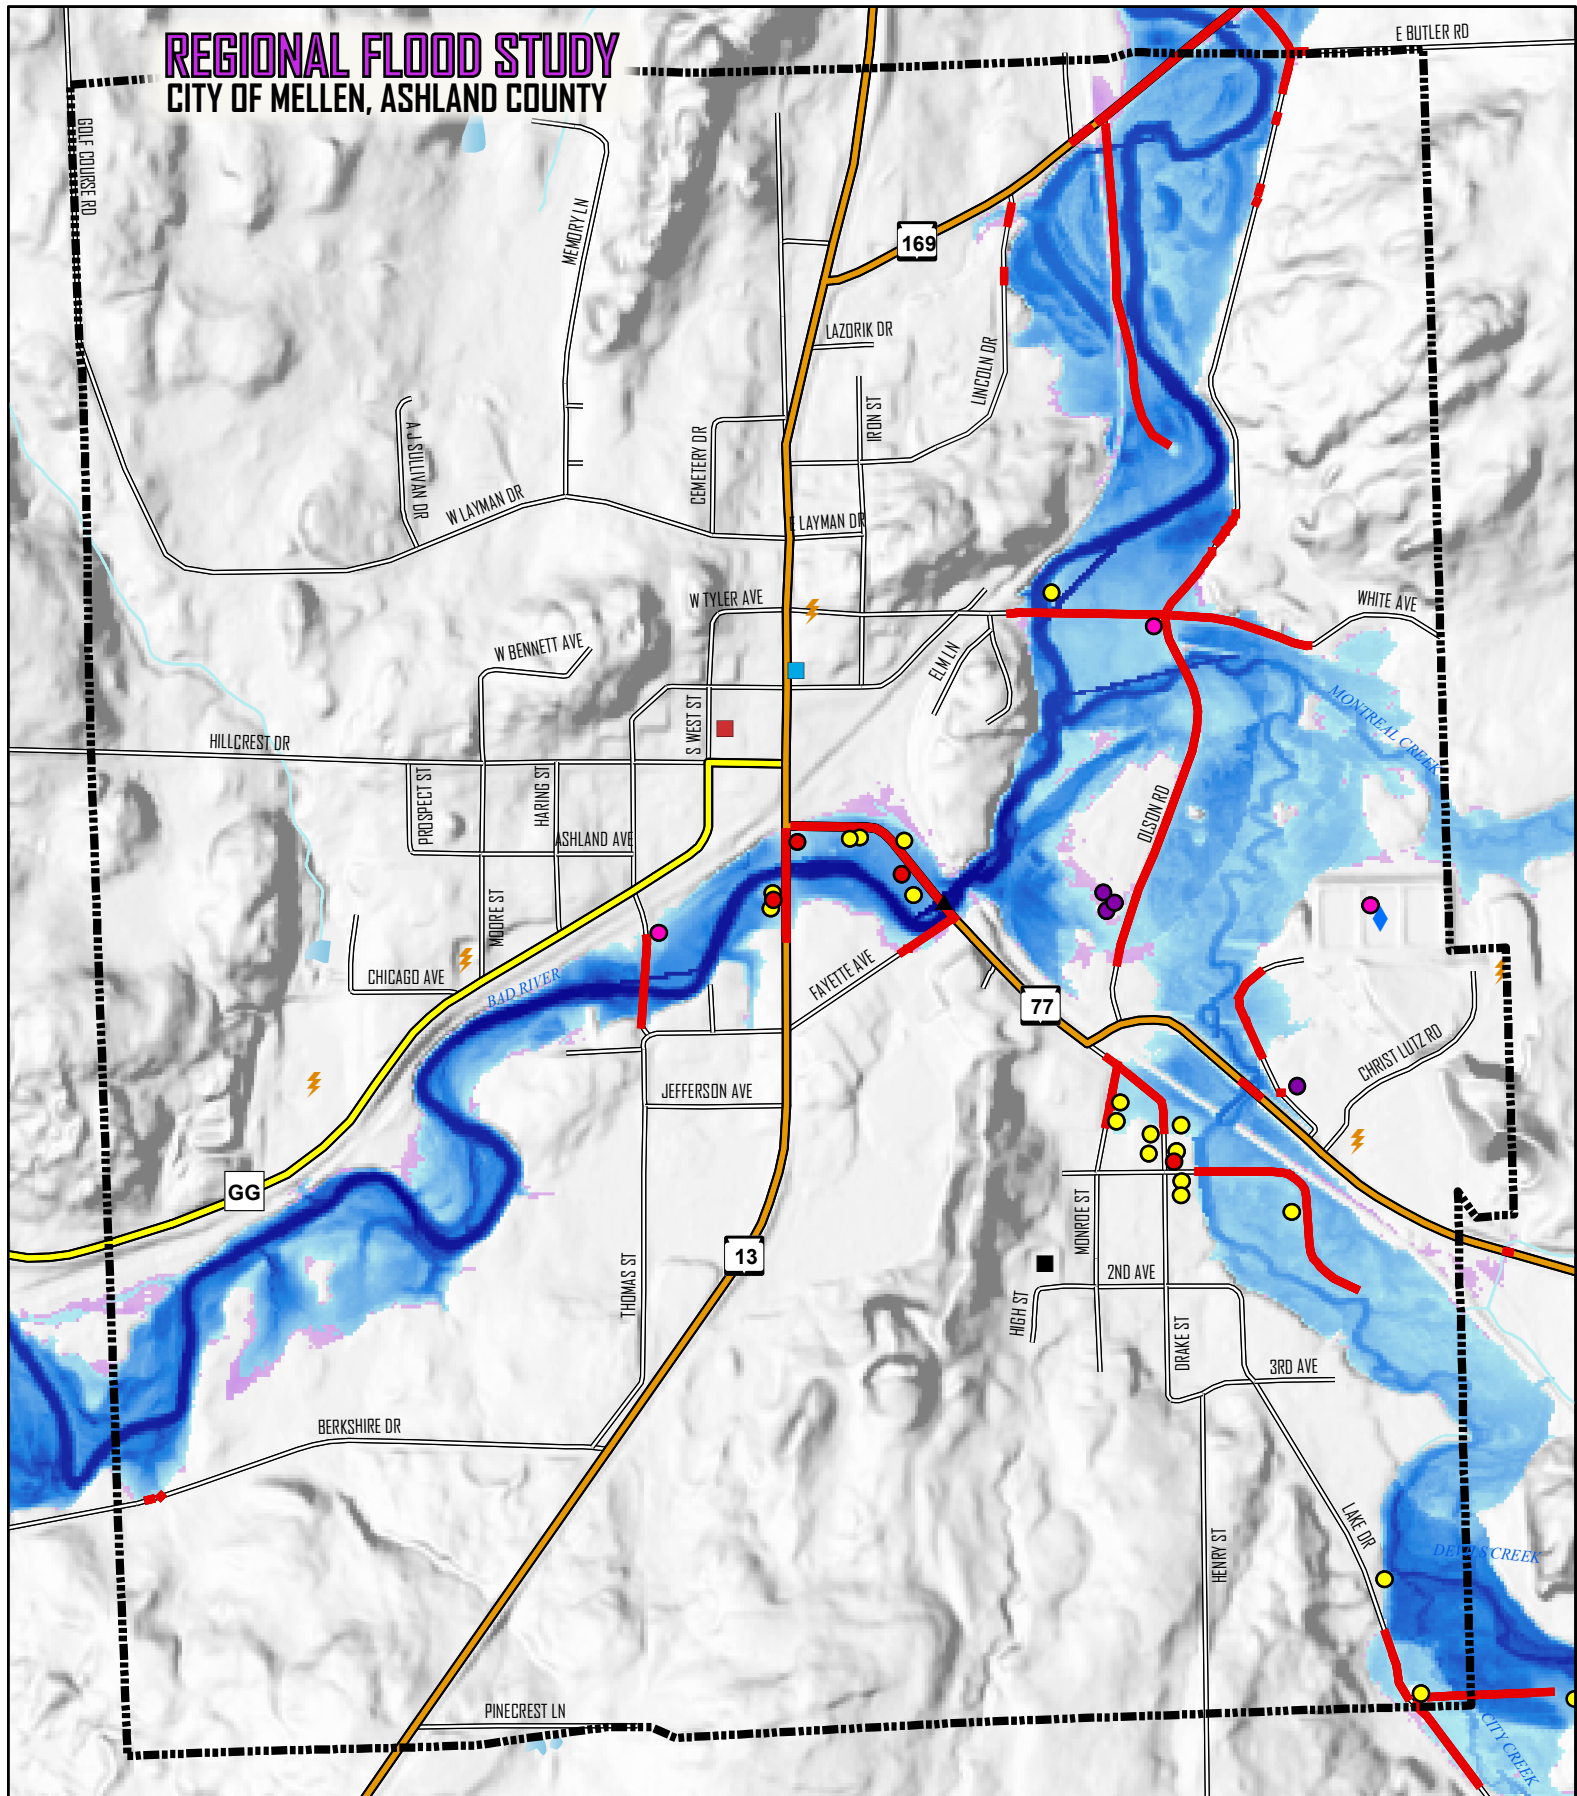 REGIONAL FLOOD STUDY
CITY OF MELLEN, ASHLAND COUNTY
E BUTLER RD
GOLF COURSE RD
MEMORY LN
169
LAZORIK DR
LINCOLN DR
IRON ST
CEMETERY DR
A J SULLIVAN DR
W LAYMAN DR
E LAYMAN DR
W TYLER AVE
WHITE AVE
W BENNETT AVE
ELM LN
S WEST ST
MONTREAL CREEK
HILLCREST DR
PROSPECT ST
HARING ST
ASHLAND AVE
OLSON RD
MOORE ST
CHICAGO AVE
BAD RIVER
FAYETTE AVE
77
CHRIST LUTZ RD
JEFFERSON AVE
GG
13
MONROE ST
THOMAS ST
HIGH ST
2ND AVE
DRAKE ST
3RD AVE
BERKSHIRE DR
LAKE DR
HENRY ST
DEVILS CREEK
PINECREST LN
CITY CREEK